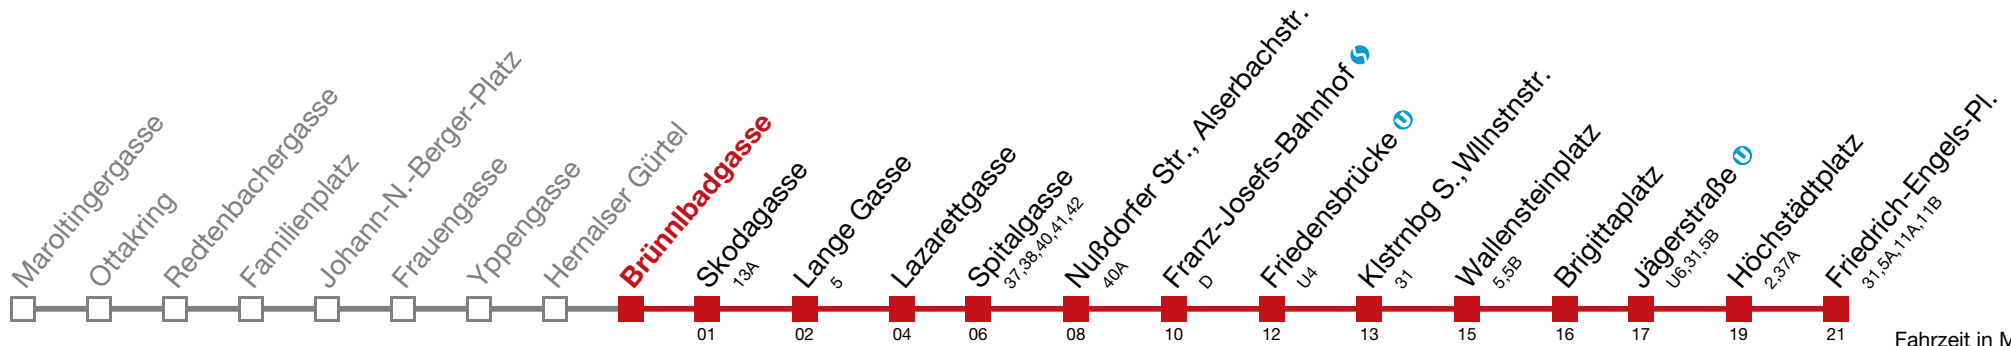 Maroltingergasse
Ottakring
Redtenbachergasse
Familienplatz
Johann-N.-Berger-Platz
Frauengasse
Yppengasse
Hernalser Gürtel
Brünnlbadgasse
Skodagasse
13A
01
Lange Gasse
5
02
Lazarettgasse
04
Spitalgasse
37,38,40,41,42
06
Nußdorfer Str., Alserbachstr.
40A
08
Franz-Josefs-Bahnhof
D
10
Friedensbrücke U
U4
12
Klstrnbg S.,Wllnstnstr.
31
13
Wallensteinplatz
5,5B
15
Brigittaplatz
16
Jägerstraße U
U6,31,5B
17
Höchstädtplatz
2,37A
19
Friedrich-Engels-Pl.
31,5A,11A,11B
21
Fahrzeit in M